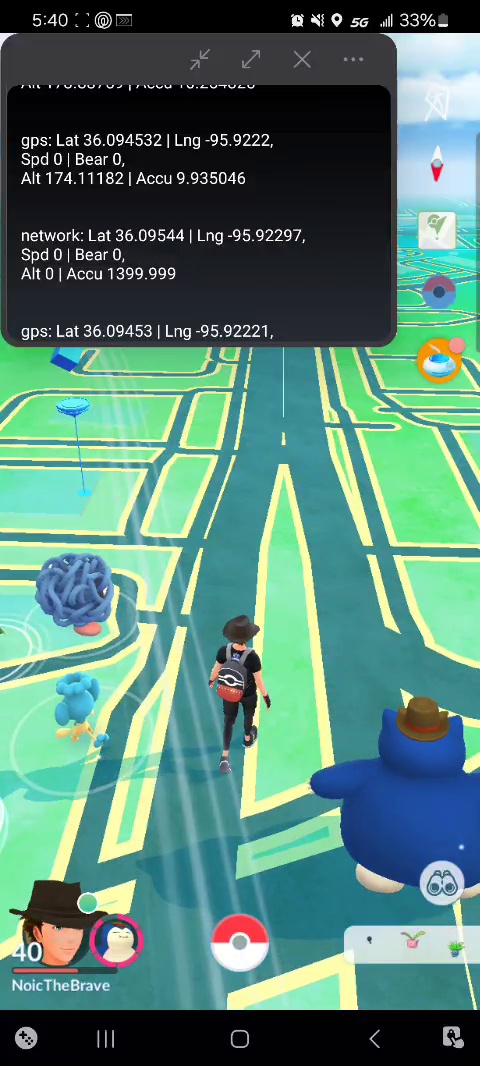 5:40
5G
33%
gps: Lat 36.094532 | Lng -95.9222,
Spd 0 | Bear 0,
Alt 174.11182 | Accu 9.935046
network: Lat 36.09544 | Lng -95.92297,
Spd 0 | Bear 0,
Alt 0 | Accu 1399.999
gps: Lat 36.09453 | Lng -95.92221,
40
NoicTheBrave